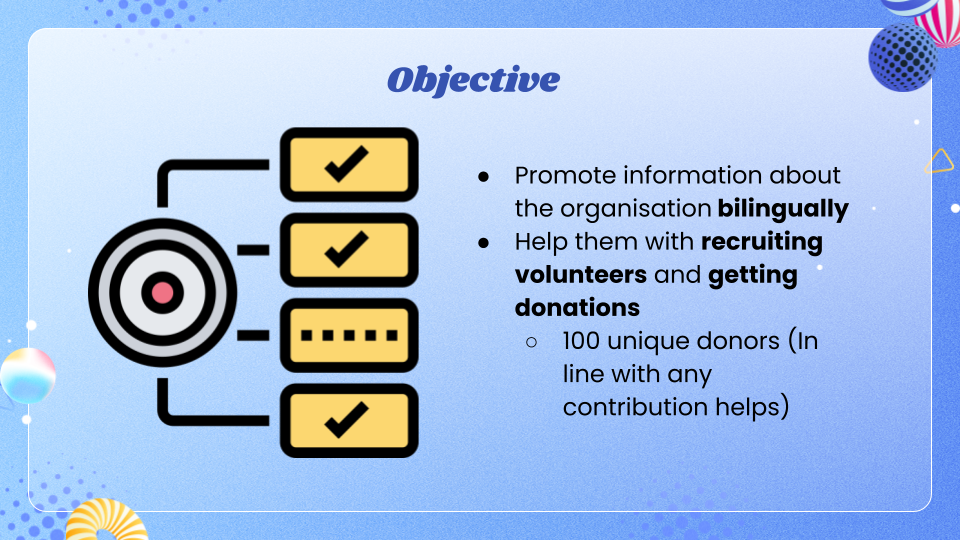 Objective
● Promote information about
the organisation bilingually
● Help them with recruiting
volunteers and getting
donations
○ 100 unique donors (In
line with any
contribution helps)